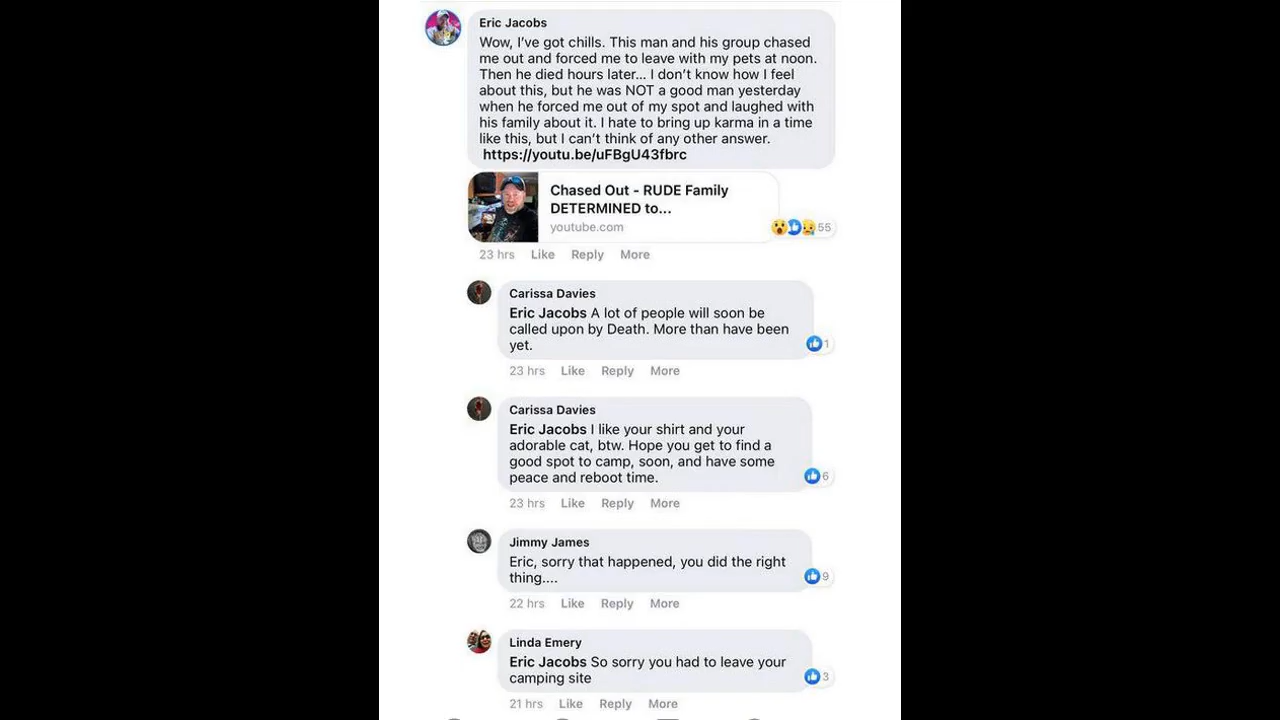 Eric Jacobs
Wow, I've got chills. This man and his group chased
me out and forced me to leave with my pets at noon.
Then he died hours later... I don't know how I feel
about this, but he was NOT a good man yesterday
when he forced me out of my spot and laughed with
his family about it. I hate to bring up karma in a time
like this, but I can't think of any other answer.
https://youtu.be/uFBgU43fbrc
Chased Out - RUDE Family
DETERMINED to...
youtube.com
55
23 hrs Like Reply More
Carissa Davies
Eric Jacobs A lot of people will soon be
called upon by Death. More than have been
yet.
1
23 hrs Like Reply More
Carissa Davies
Eric Jacobs I like your shirt and your
adorable cat, btw. Hope you get to find a
good spot to camp, soon, and have some
peace and reboot time.
6
23 hrs Like Reply More
Jimmy James
Eric, sorry that happened, you did the right
thing....
9
22 hrs Like Reply More
Linda Emery
Eric Jacobs So sorry you had to leave your
camping site
3
21 hrs Like Reply More